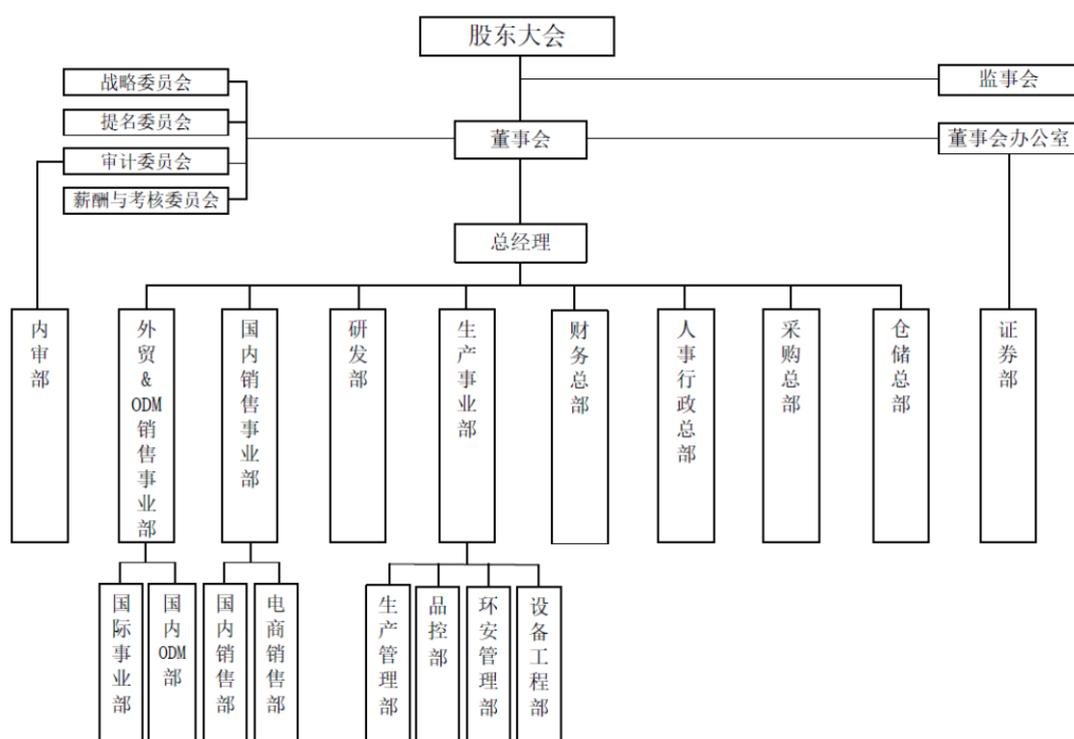 股东大会
战略委员会
监事会
提名委员会
董事会
董事会办公室
审计委员会
薪酬与考核委员会
总经理
内审部
外贸&ODM销售事业部
国内销售事业部
研发部
生产事业部
财务总部
人事行政总部
采购总部
仓储总部
证券部
国际事业部
国内ODM部
国内销售部
电商销售部
生产管理部
品控部
环安管理部
设备工程部